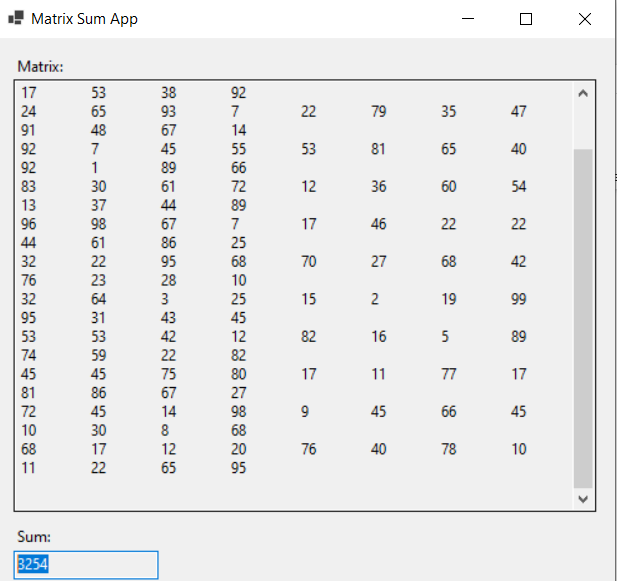 Matrix Sum App
Matrix:
17 53 38 92
24 65 93 7 22 79 35 47
91 48 67 14
92 7 45 55 53 81 65 40
92 1 89 66
83 30 61 72 12 36 60 54
13 37 44 89
96 98 67 7 17 46 22 22
44 61 86 25
32 22 95 68 70 27 68 42
76 23 28 10
32 64 3 25 15 2 19 99
95 31 43 45
53 53 42 12 82 16 5 89
74 59 22 82
45 45 75 80 17 11 77 17
81 86 67 27
72 45 14 98 9 45 66 45
10 30 8 68
68 17 12 20 76 40 78 10
11 22 65 95
Sum:
3254